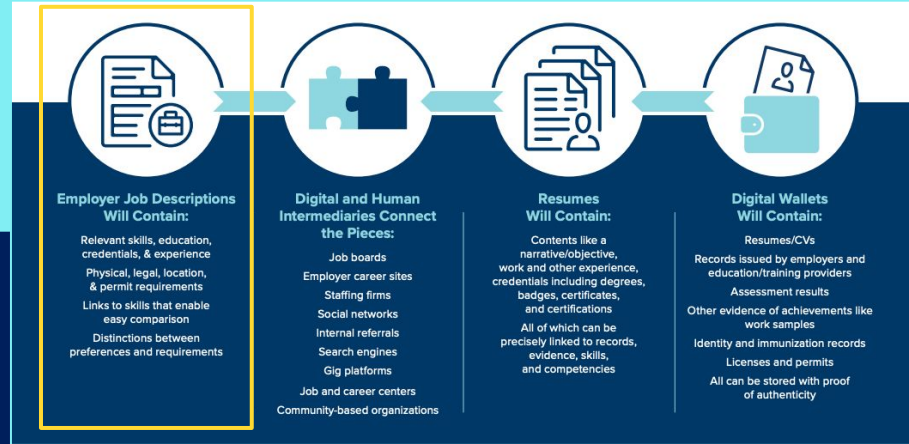 Employer Job Descriptions
Will Contain:
Relevant skills, education,
credentials, & experience
Physical, legal, location,
& permit requirements
Links to skills that enable
easy comparison
Distinctions between
preferences and requirements
Digital and Human
Intermediaries Connect
the Pieces:
Job boards
Employer career sites
Staffing firms
Social networks
Internal referrals
Search engines
Gig platforms
Job and career centers
Community-based organizations
Resumes
Will Contain:
Contents like a
narrative/objective,
work and other experience,
credentials including degrees,
badges, certificates,
and certifications
All of which can be
precisely linked to records,
evidence, skills,
and competencies
Digital Wallets
Will Contain:
Resumes/CVs
Records issued by employers and
education/training providers
Assessment results
Other evidence of achievements like
work samples
Identity and immunization records
Licenses and permits
All can be stored with proof
of authenticity